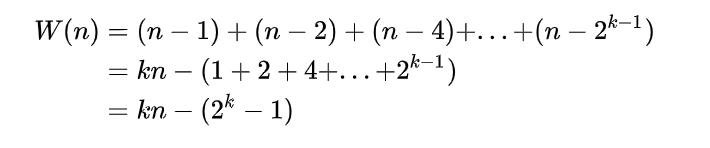 W(n) = (n − 1) + (n − 2) + (n − 4)+…+(n − 2^{k−1})
= kn − (1 + 2 + 4+…+2^{k−1})
= kn − (2^k − 1)